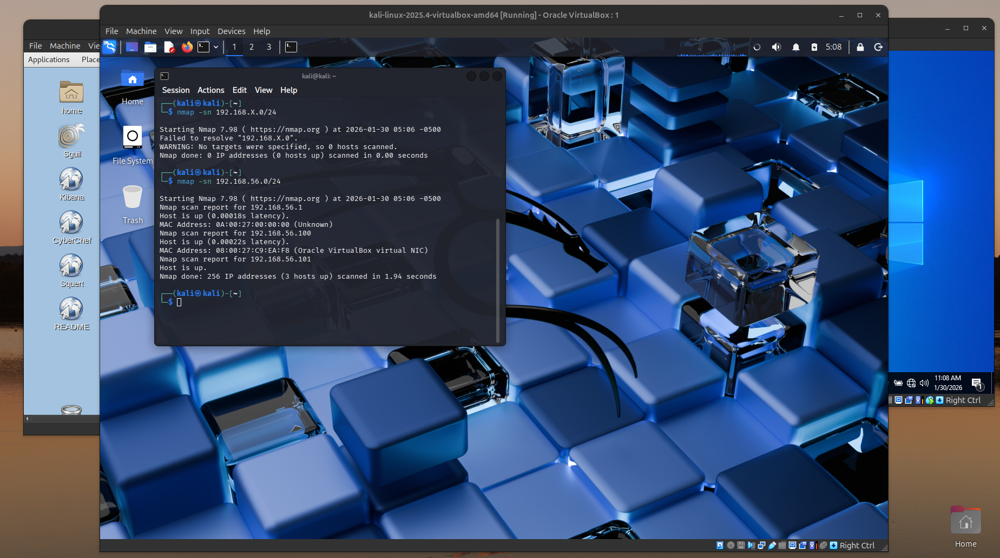 kali-linux-2025.4-virtualbox-amd64 [Running] - Oracle VirtualBox : 1
File Machine View Input Devices Help
File Machine Vie
Applications Place
1 2 3
5:08
home
Sguil
Kibana
CyberChef
Squert
README
Home
File System
Trash
kali@kali: ~
Session Actions Edit View Help
┌──(kali㉿kali)-[~]
└─$ nmap -sn 192.168.X.0/24
Starting Nmap 7.98 ( https://nmap.org ) at 2026-01-30 05:06 -0500
Failed to resolve "192.168.X.0".
WARNING: No targets were specified, so 0 hosts scanned.
Nmap done: 0 IP addresses (0 hosts up) scanned in 0.00 seconds
┌──(kali㉿kali)-[~]
└─$ nmap -sn 192.168.56.0/24
Starting Nmap 7.98 ( https://nmap.org ) at 2026-01-30 05:06 -0500
Nmap scan report for 192.168.56.1
Host is up (0.00018s latency).
MAC Address: 0A:00:27:00:00:00 (Unknown)
Nmap scan report for 192.168.56.100
Host is up (0.00022s latency).
MAC Address: 08:00:27:C9:EA:F8 (Oracle VirtualBox virtual NIC)
Nmap scan report for 192.168.56.101
Host is up.
Nmap done: 256 IP addresses (3 hosts up) scanned in 1.94 seconds
┌──(kali㉿kali)-[~]
└─$
11:08 AM
1/30/2026
1
Right Ctrl
Right Ctrl
Home